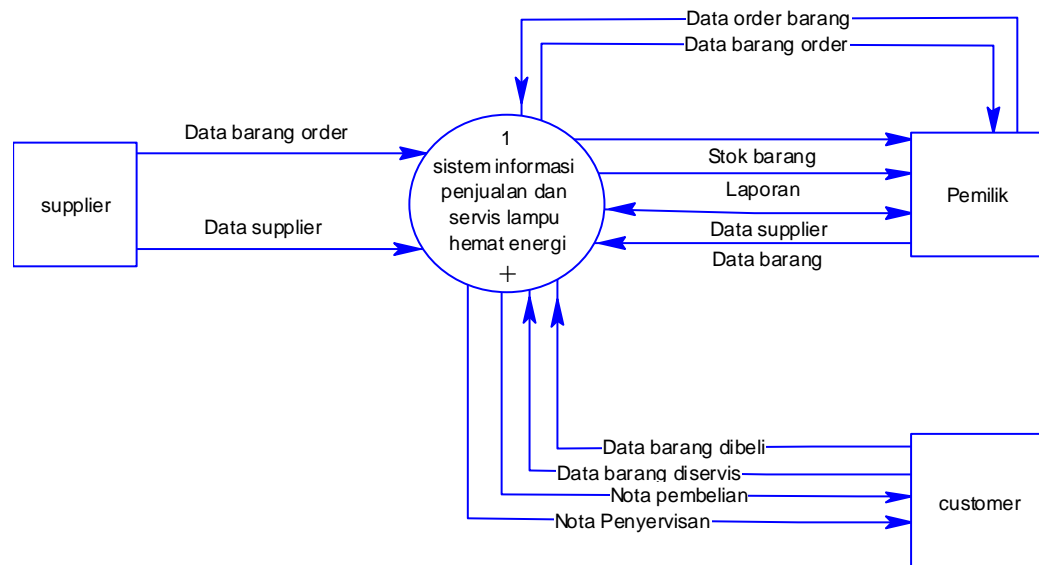 Data order barang
Data barang order
Data barang order
1
sistem informasi
penjualan dan
servis lampu
hemat energi
+
Stok barang
Laporan
Pemilik
supplier
Data supplier
Data supplier
Data barang
Data barang dibeli
Data barang diservis
Nota pembelian
Nota Penyervisan
customer